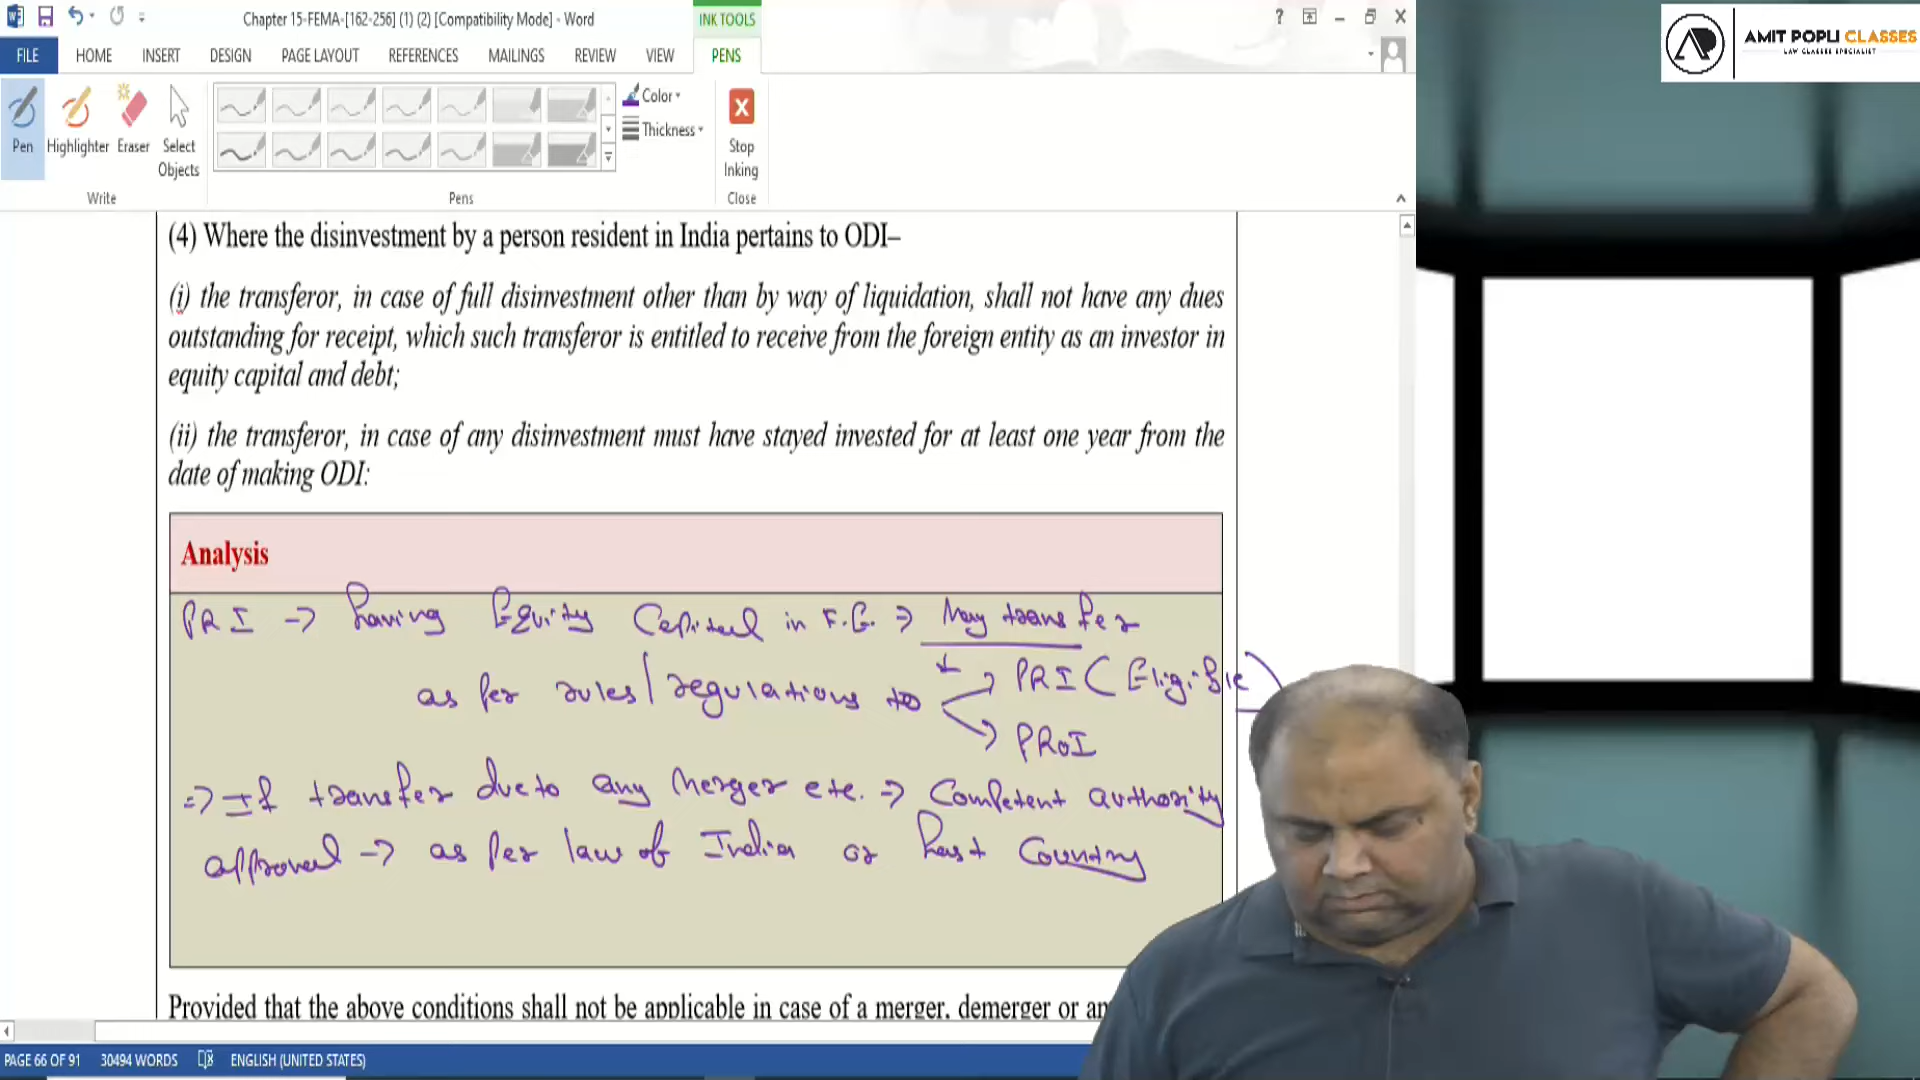 Chapter 15-FEMA-[162-256] (1) (2) [Compatibility Mode] - Word
INK TOOLS
AMIT POPLI CLASSES
LAW CLASSES SPECIALIST
FILE HOME INSERT DESIGN PAGE LAYOUT REFERENCES MAILINGS REVIEW VIEW PENS
Pen Highlighter Eraser Select Objects
Color
Thickness
Stop Inking
Write Pens Close
(4) Where the disinvestment by a person resident in India pertains to ODI–
(i) the transferor, in case of full disinvestment other than by way of liquidation, shall not have any dues
outstanding for receipt, which such transferor is entitled to receive from the foreign entity as an investor in
equity capital and debt;
(ii) the transferor, in case of any disinvestment must have stayed invested for at least one year from the
date of making ODI:
Analysis
PRI → having Equity Capital in F.E. ⇒ May transfer
as per rules/regulations to → PRI (Eligible)
→ PROI
⇒ If transfer due to any Merger etc. → Competent authority
approval → as per law of India or host Country
Provided that the above conditions shall not be applicable in case of a merger, demerger or an
PAGE 66 OF 91 30494 WORDS ENGLISH (UNITED STATES)